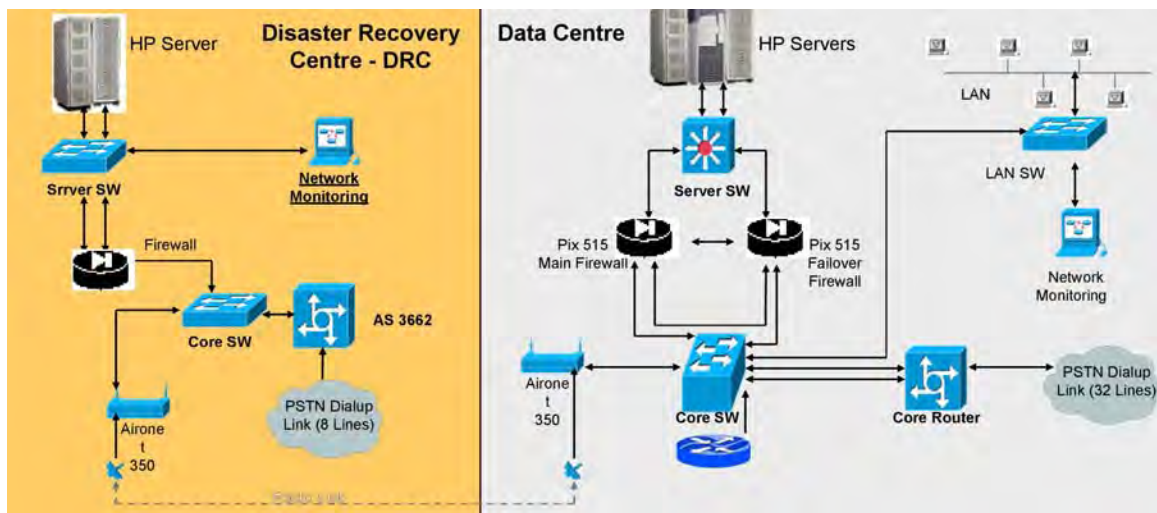 HP Server
Disaster Recovery
Centre - DRC
Srrver SW
Network
Monitoring
Firewall
Core SW
AS 3662
PSTN Dialup
Link (8 Lines)
Airone
t
350
Data Centre
HP Servers
LAN
Server SW
LAN SW
Pix 515
Main Firewall
Pix 515
Failover
Firewall
Network
Monitoring
Airone
t
350
Core SW
Core Router
PSTN Dialup
Link (32 Lines)
Radio Link